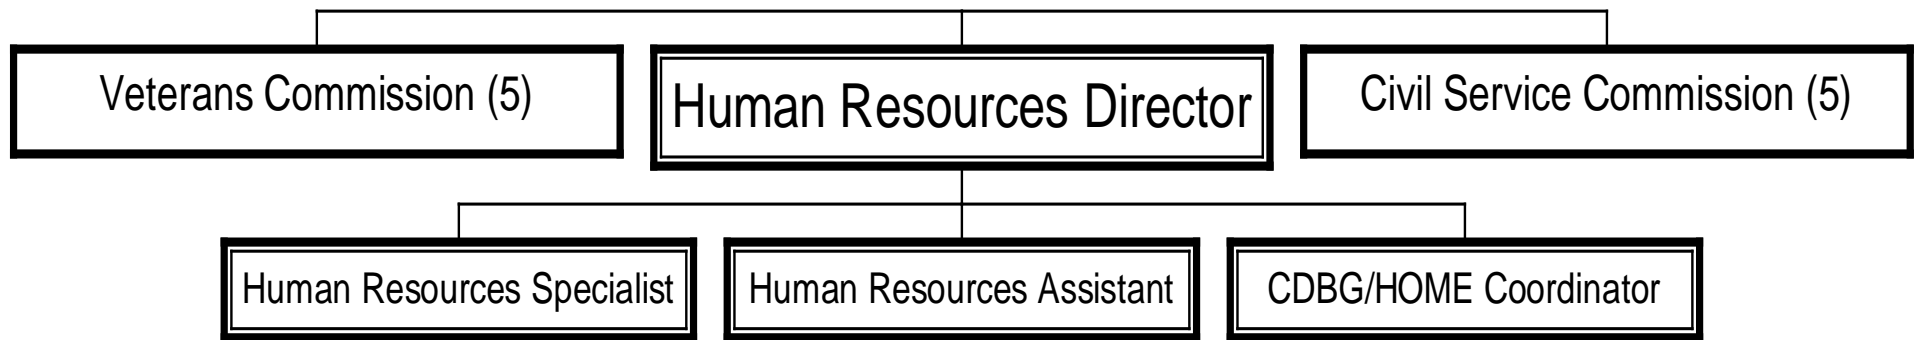 Veterans Commission (5)
Human Resources Director
Civil Service Commission (5)
Human Resources Specialist
Human Resources Assistant
CDBG/HOME Coordinator